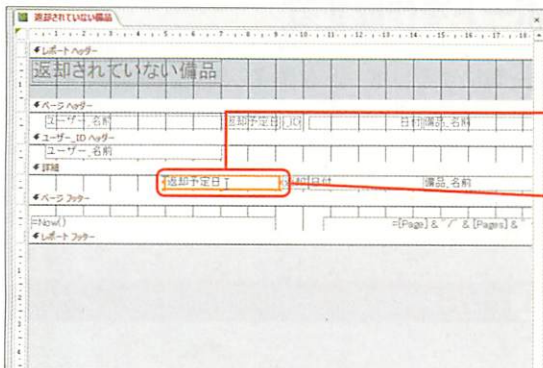 返却されていない備品
レポート ヘッダー
返却されていない備品
ページ ヘッダー
ユーザー_名前 返却予定日 _ID 日付 備品_名前
ユーザー_ID ヘッダー
ユーザー_名前
詳細
返却予定日 日付 備品_名前
ページ フッター
=Now() =[Page] & "/" & [Pages] & "
レポート フッター